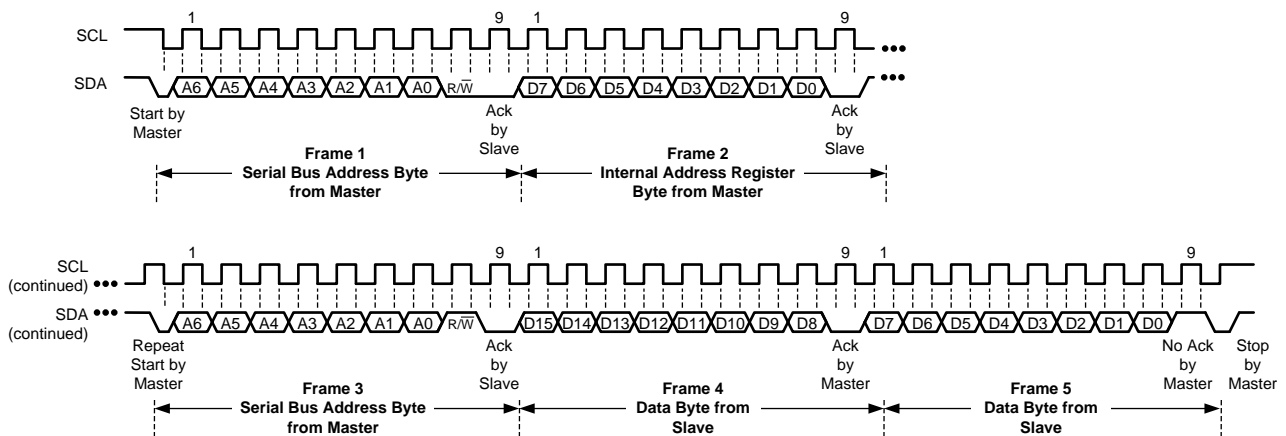 1 9 1 9
SCL
SDA A6 A5 A4 A3 A2 A1 A0 R/W̅ D7 D6 D5 D4 D3 D2 D1 D0
Start by
Master
Ack
by
Slave
Ack
by
Slave
Frame 1
Serial Bus Address Byte
from Master
Frame 2
Internal Address Register
Byte from Master
1 9 1 9 1 9
SCL
(continued)
SDA
(continued)
A6 A5 A4 A3 A2 A1 A0 R/W̅ D15 D14 D13 D12 D11 D10 D9 D8 D7 D6 D5 D4 D3 D2 D1 D0
Repeat
Start by
Master
Ack
by
Slave
Ack
by
Master
No Ack
by
Master
Stop
by
Master
Frame 3
Serial Bus Address Byte
from Master
Frame 4
Data Byte from
Slave
Frame 5
Data Byte from
Slave